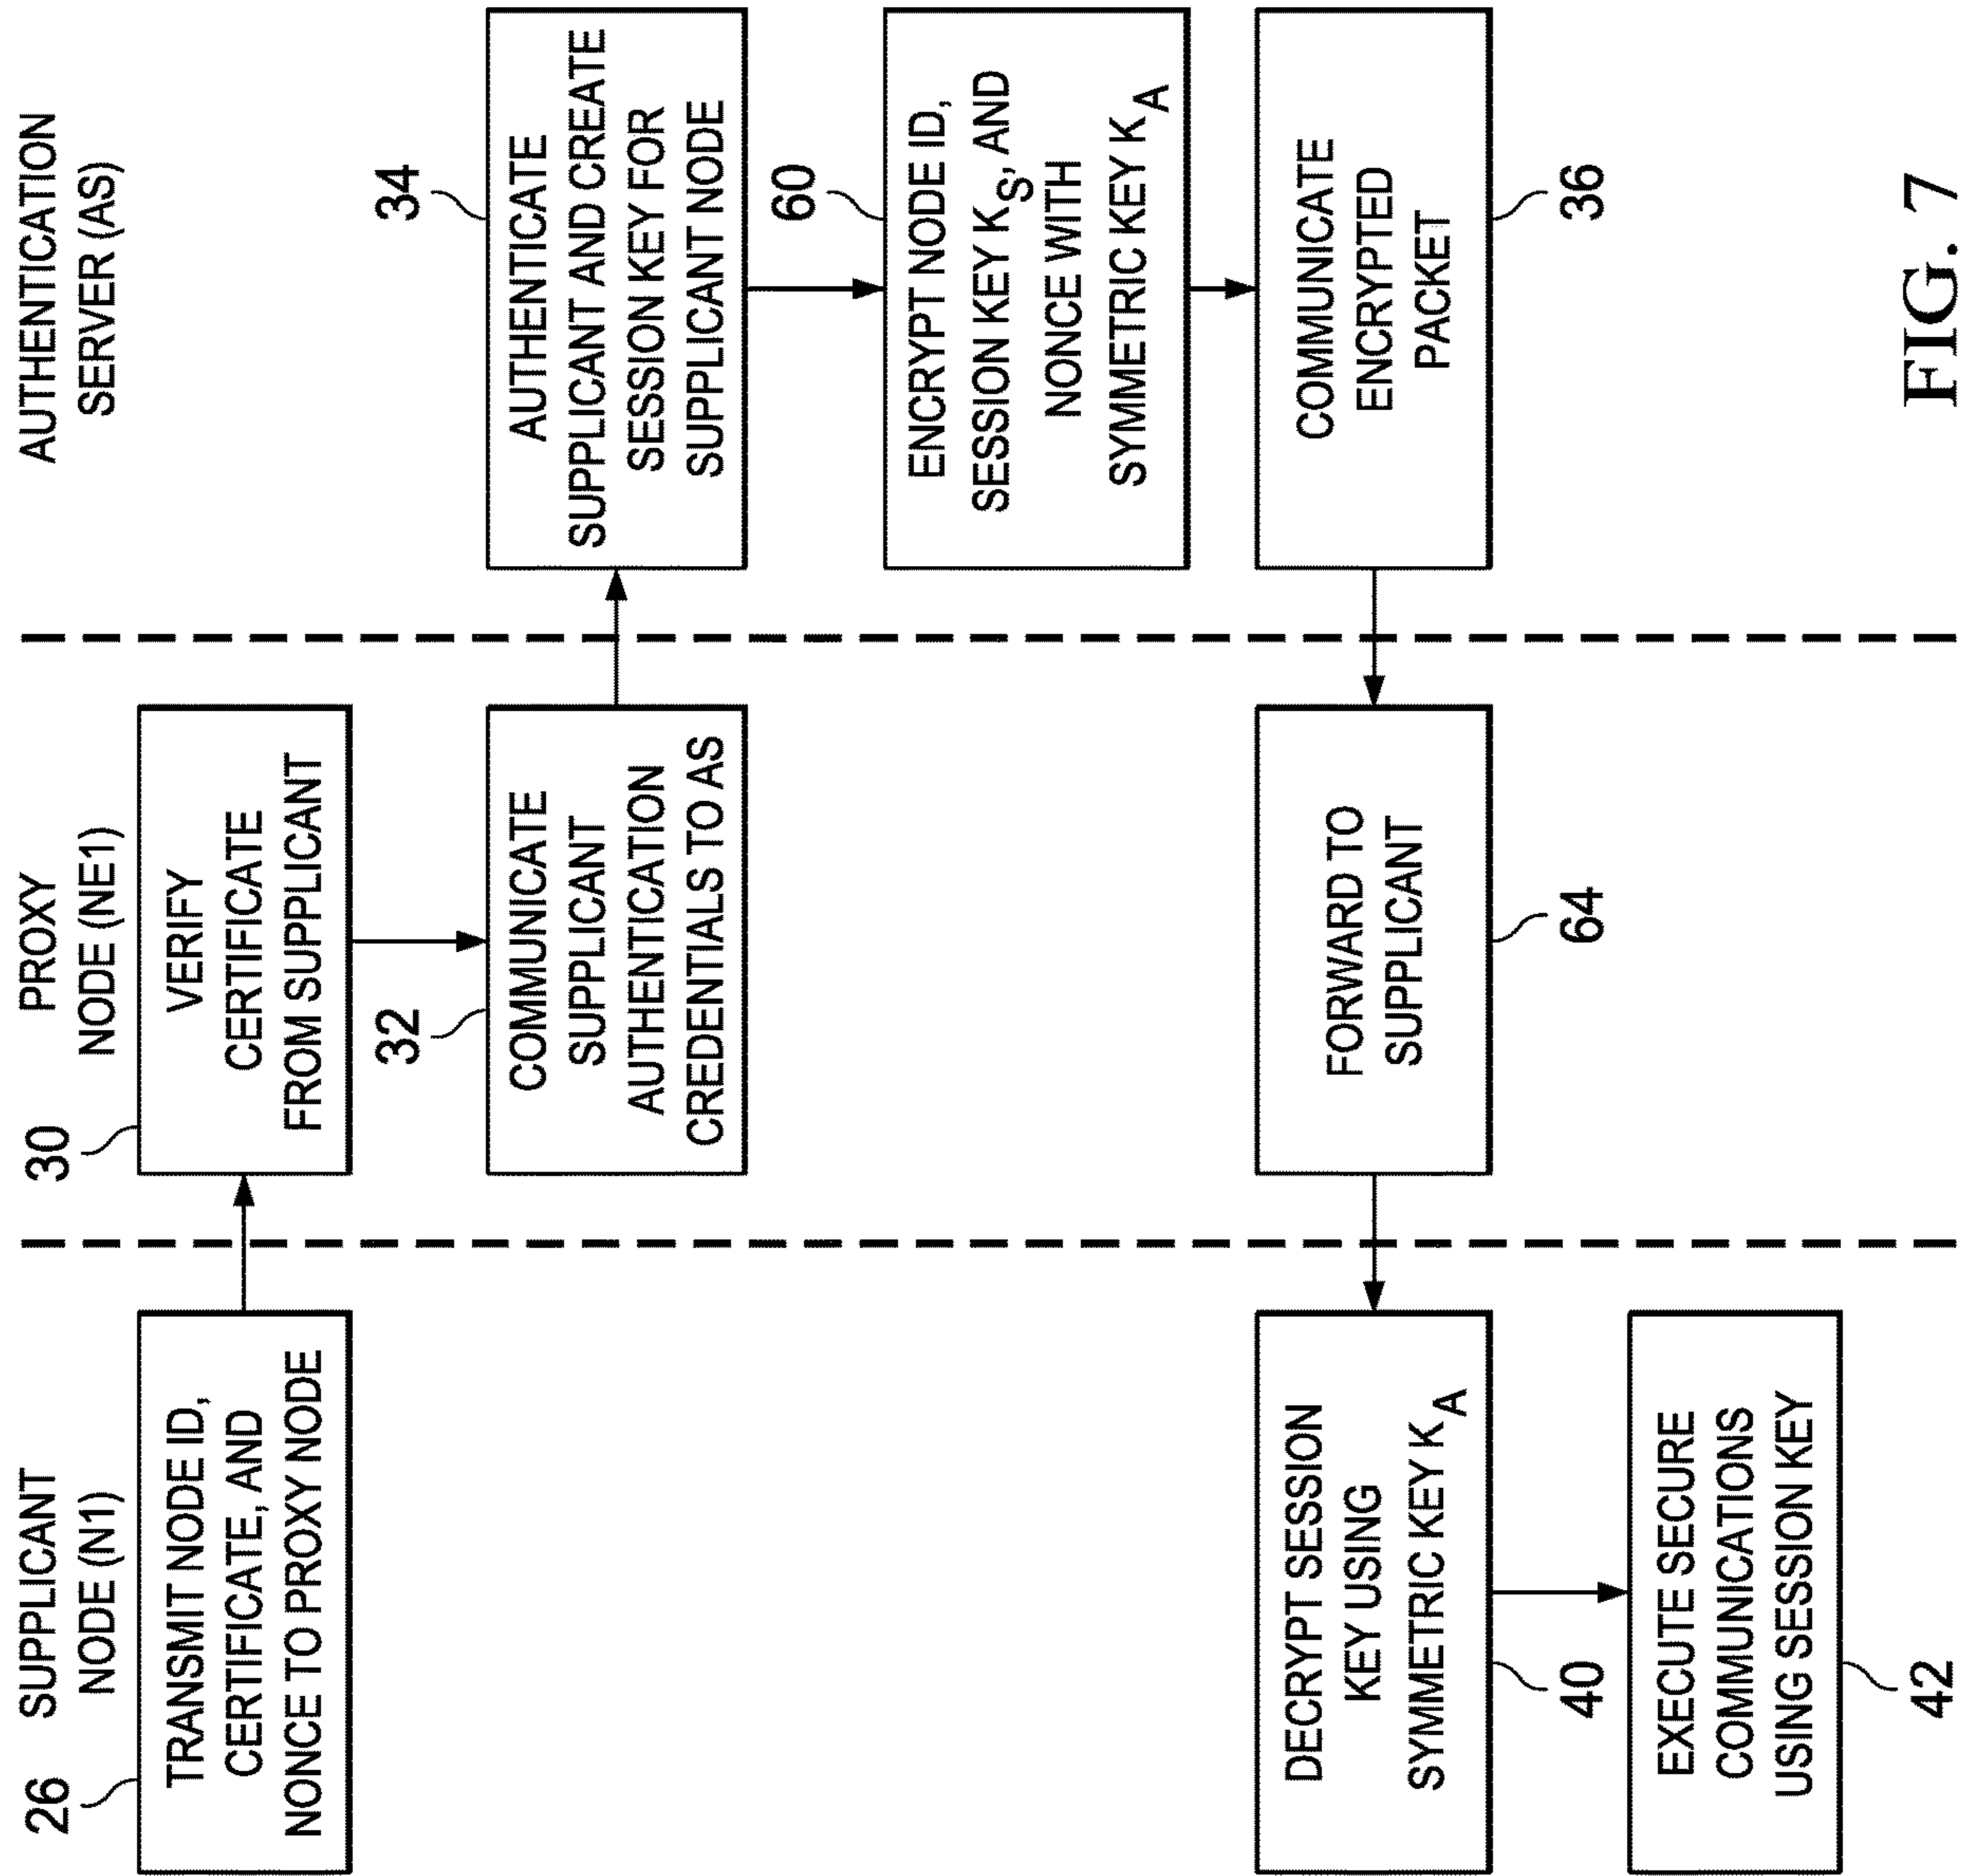 SUPPLICANT
NODE (N1)
PROXY
NODE (NE1)
AUTHENTICATION
SERVER (AS)
26
TRANSMIT NODE ID,
CERTIFICATE, AND
NONCE TO PROXY NODE
30
VERIFY
CERTIFICATE
FROM SUPPLICANT
32
COMMUNICATE
SUPPLICANT
AUTHENTICATION
CREDENTIALS TO AS
34
AUTHENTICATE
SUPPLICANT AND CREATE
SESSION KEY FOR
SUPPLICANT NODE
60
ENCRYPT NODE ID,
SESSION KEY KS, AND
NONCE WITH
SYMMETRIC KEY KA
COMMUNICATE
ENCRYPTED
PACKET
36
FORWARD TO
SUPPLICANT
64
DECRYPT SESSION
KEY USING
SYMMETRIC KEY KA
40
EXECUTE SECURE
COMMUNICATIONS
USING SESSION KEY
42
FIG. 7